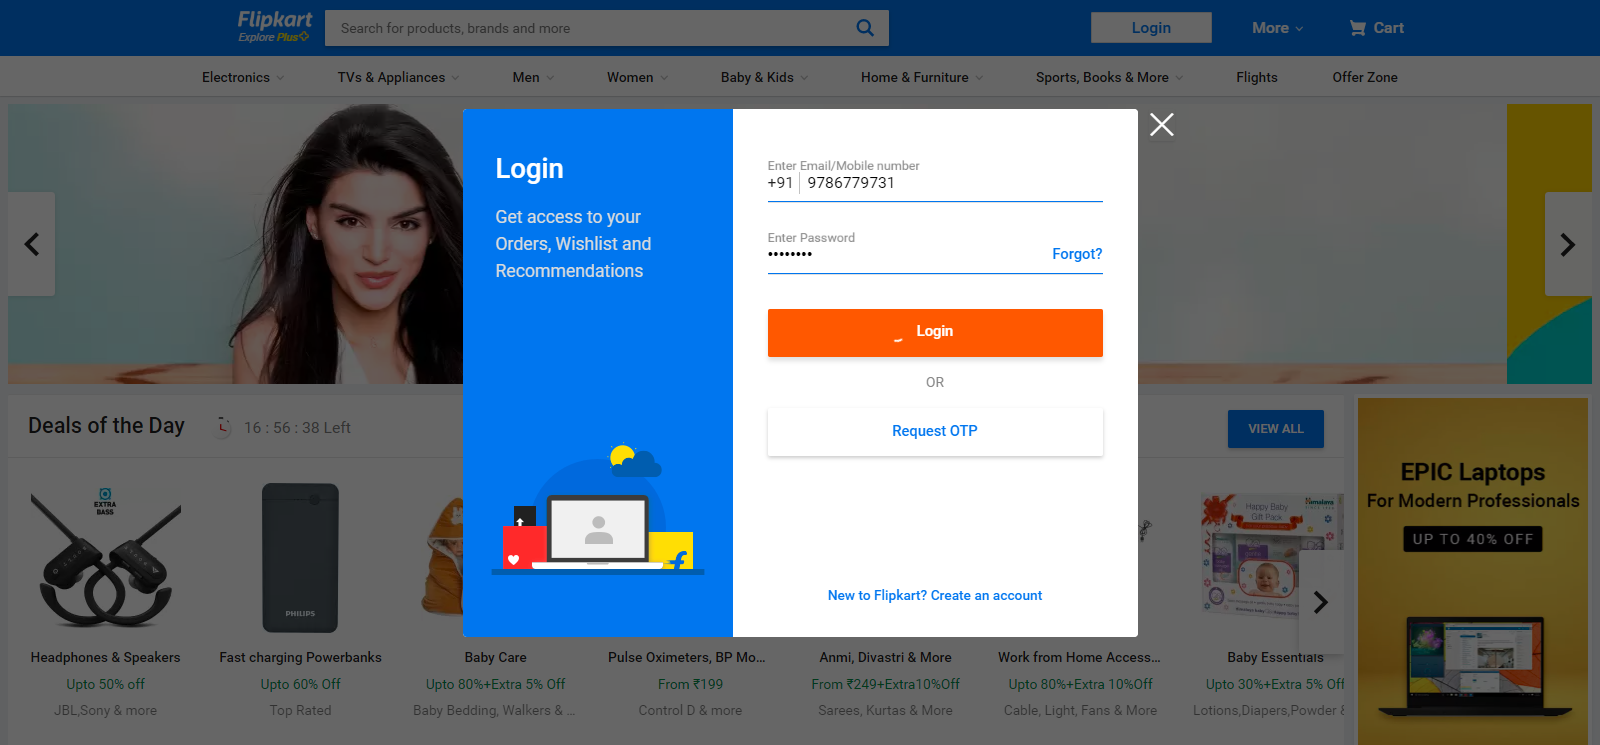 Flipkart
Explore Plus
Search for products, brands and more
Login
More
Cart
Electronics
TVs & Appliances
Men
Women
Baby & Kids
Home & Furniture
Sports, Books & More
Flights
Offer Zone
Login
Get access to your
Orders, Wishlist and
Recommendations
Enter Email/Mobile number
+91 9786779731
Enter Password
••••••••
Forgot?
Login
OR
Request OTP
New to Flipkart? Create an account
Deals of the Day
16 : 56 : 38 Left
VIEW ALL
EXTRA
BASS
PHILIPS
Happy Baby
Gift Pack
Himalaya
Headphones & Speakers
Upto 50% off
JBL,Sony & more
Fast charging Powerbanks
Upto 60% Off
Top Rated
Baby Care
Upto 80%+Extra 5% Off
Baby Bedding, Walkers & ...
Pulse Oximeters, BP Mo...
From ₹199
Control D & more
Anmi, Divastri & More
From ₹249+Extra10%Off
Sarees, Kurtas & More
Work from Home Access...
Upto 80%+Extra 10%Off
Cable, Light, Fans & More
Baby Essentials
Upto 30%+Extra 5% Off
Lotions,Diapers,Powder &
EPIC Laptops
For Modern Professionals
UP TO 40% OFF